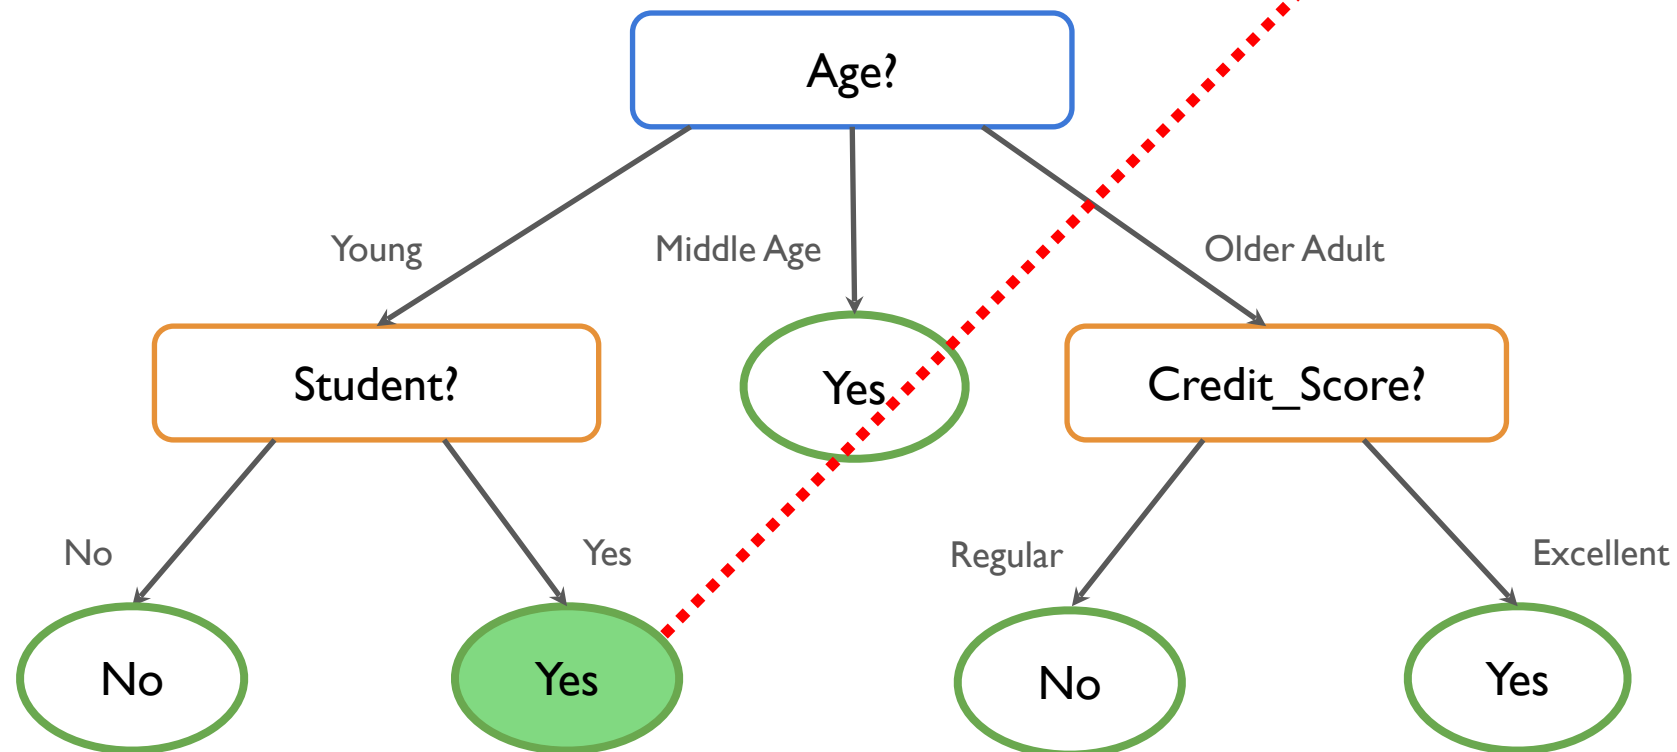 Age?
Young
Middle Age
Older Adult
Student?
Yes
Credit_Score?
No
Yes
Regular
Excellent
No
Yes
No
Yes